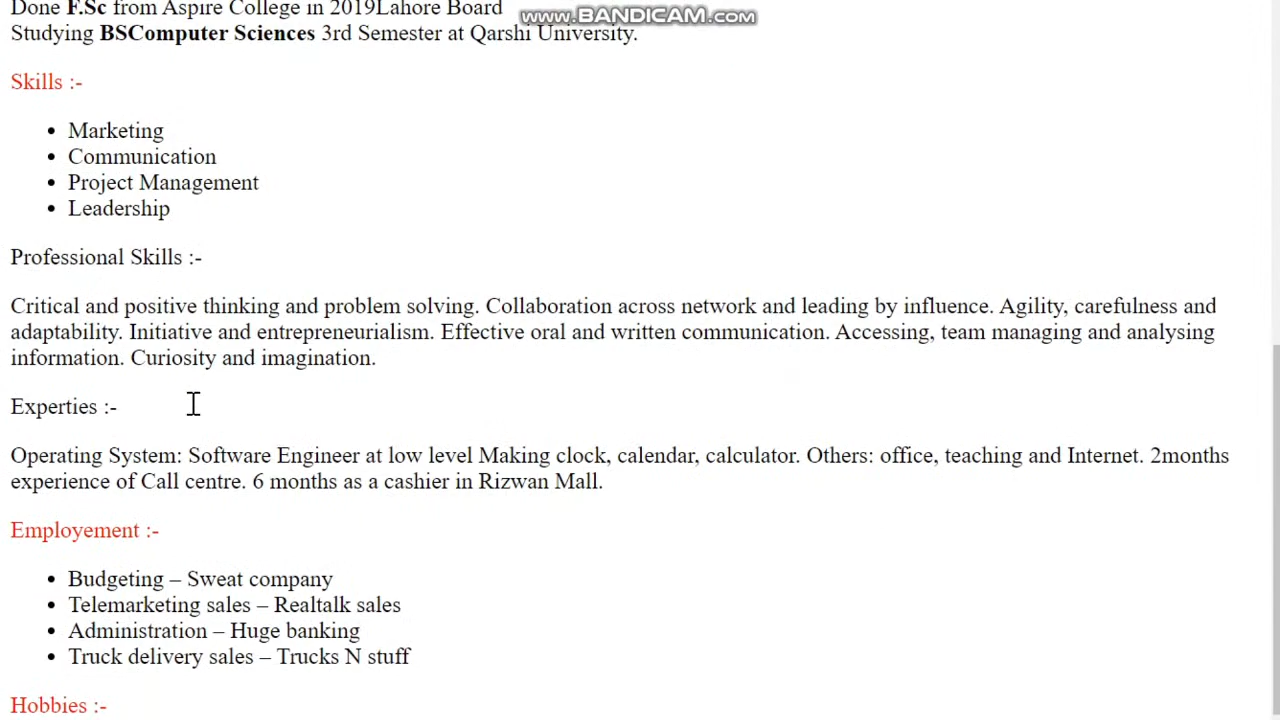 www.BANDICAM.com
Done F.Sc from Aspire College in 2019Lahore Board
Studying BSComputer Sciences 3rd Semester at Qarshi University.
Skills :-
• Marketing
• Communication
• Project Management
• Leadership
Professional Skills :-
Critical and positive thinking and problem solving. Collaboration across network and leading by influence. Agility, carefulness and
adaptability. Initiative and entrepreneurialism. Effective oral and written communication. Accessing, team managing and analysing
information. Curiosity and imagination.
Experties :-
Operating System: Software Engineer at low level Making clock, calendar, calculator. Others: office, teaching and Internet. 2months
experience of Call centre. 6 months as a cashier in Rizwan Mall.
Employement :-
• Budgeting – Sweat company
• Telemarketing sales – Realtalk sales
• Administration – Huge banking
• Truck delivery sales – Trucks N stuff
Hobbies :-